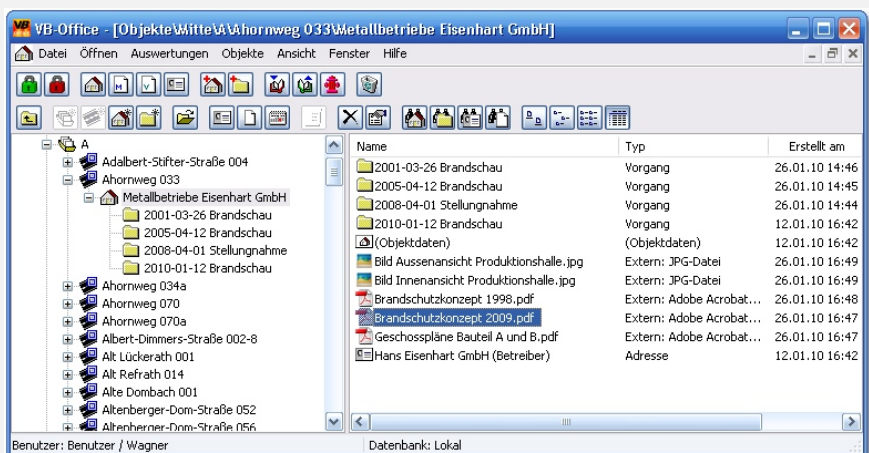 VB-Office - [Objekte\Mitte\A\Ahornweg 033\Metallbetriebe Eisenhart GmbH]
Datei Öffnen Auswertungen Objekte Ansicht Fenster Hilfe
A
Adalbert-Stifter-Straße 004
Ahornweg 033
Metallbetriebe Eisenhart GmbH
2001-03-26 Brandschau
2005-04-12 Brandschau
2008-04-01 Stellungnahme
2010-01-12 Brandschau
Ahornweg 034a
Ahornweg 070
Ahornweg 070a
Albert-Dimmers-Straße 002-8
Alt Lückerath 001
Alt Refrath 014
Alte Dombach 001
Altenberger-Dom-Straße 052
Altenberger-Dom-Straße 056
Name Typ Erstellt am
2001-03-26 Brandschau Vorgang 26.01.10 14:46
2005-04-12 Brandschau Vorgang 26.01.10 14:45
2008-04-01 Stellungnahme Vorgang 26.01.10 14:44
2010-01-12 Brandschau Vorgang 12.01.10 16:42
(Objektdaten) (Objektdaten) 12.01.10 16:42
Bild Aussenansicht Produktionshalle.jpg Extern: JPG-Datei 26.01.10 16:49
Bild Innenansicht Produktionshalle.jpg Extern: JPG-Datei 26.01.10 16:49
Brandschutzkonzept 1998.pdf Extern: Adobe Acrobat... 26.01.10 16:48
Brandschutzkonzept 2009.pdf Extern: Adobe Acrobat... 26.01.10 16:47
Geschosspläne Bauteil A und B.pdf Extern: Adobe Acrobat... 26.01.10 16:47
Hans Eisenhart GmbH (Betreiber) Adresse 12.01.10 16:42
Benutzer: Benutzer / Wagner Datenbank: Lokal